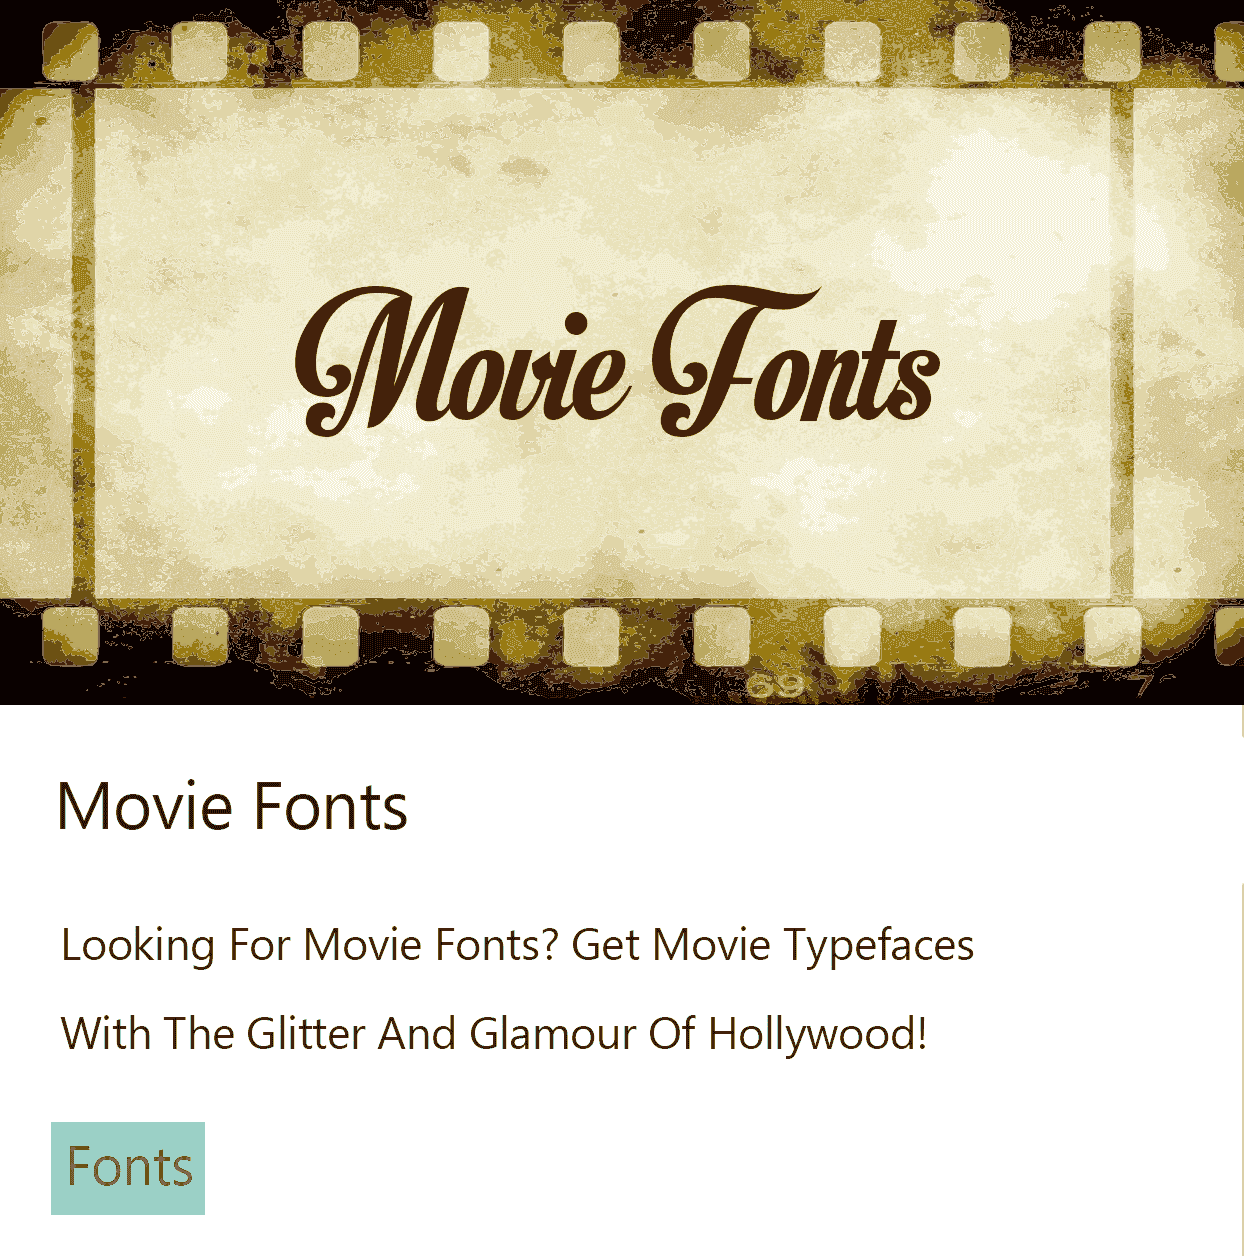 Movie Fonts
69
7
Movie Fonts
Looking For Movie Fonts? Get Movie Typefaces
With The Glitter And Glamour Of Hollywood!
Fonts